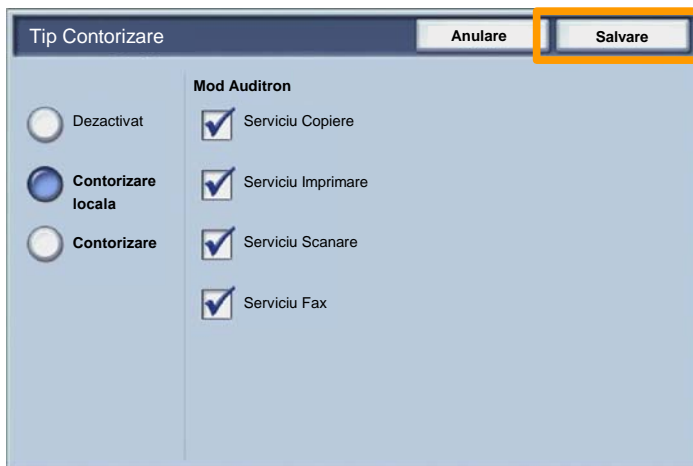 Tip Contorizare
Anulare
Salvare
Dezactivat
Contorizare
locala
Contorizare
Mod Auditron
Serviciu Copiere
Serviciu Imprimare
Serviciu Scanare
Serviciu Fax